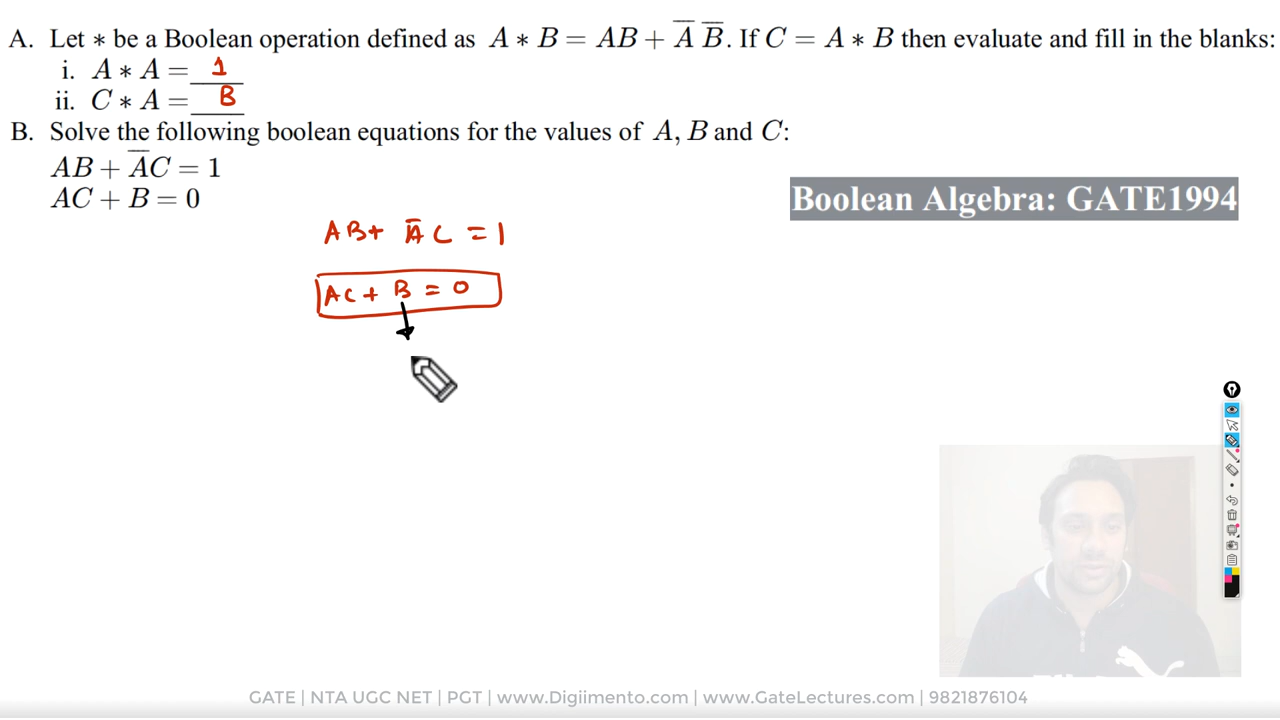 A. Let ∗ be a Boolean operation defined as A ∗ B = AB + A̅ B̅. If C = A ∗ B then evaluate and fill in the blanks:
i. A ∗ A = 1
ii. C ∗ A = B
B. Solve the following boolean equations for the values of A, B and C:
AB + A̅C = 1
AC + B = 0
Boolean Algebra: GATE1994
AB+ A̅C = 1
AC + B = 0
GATE | NTA UGC NET | PGT | www.Digiimento.com | www.GateLectures.com | 9821876104